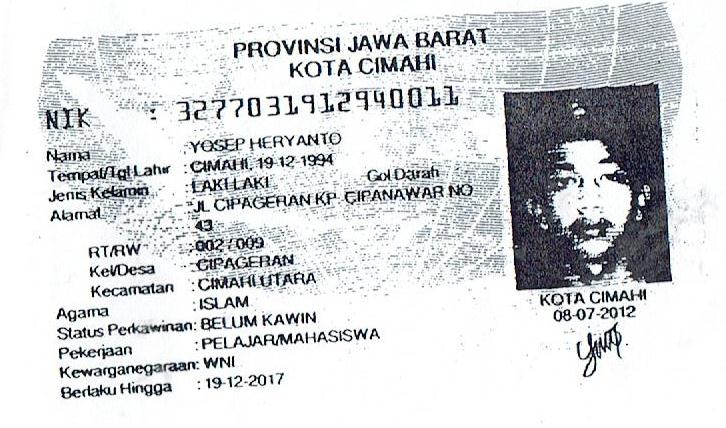 PROVINSI JAWA BARAT
KOTA CIMAHI
NIK : 3277031912940011
Nama : YOSEP HERYANTO
Tempat/Tgl Lahir : CIMAHI, 19-12-1994
Jenis Kelamin : LAKI LAKI Gol Darah
Alamat : JL CIPAGERAN KP CIPANAWAR NO
43
RT/RW : 002 / 009
Kel/Desa : CIPAGERAN
Kecamatan : CIMAHI UTARA
Agama : ISLAM
Status Perkawinan: BELUM KAWIN
Pekerjaan : PELAJAR/MAHASISWA
Kewarganegaraan: WNI
Berlaku Hingga : 19-12-2017
KOTA CIMAHI
08-07-2012